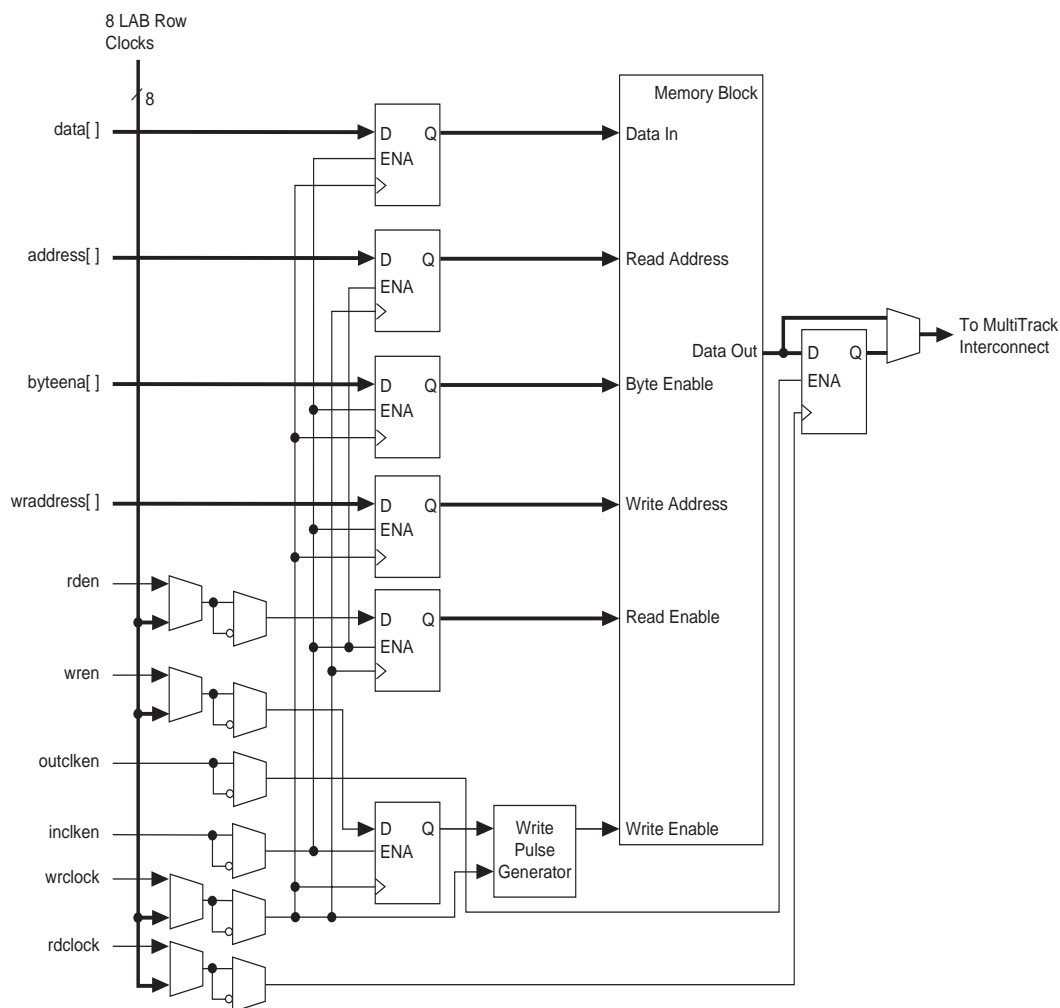 8 LAB Row
Clocks
8
Memory Block
data[ ]
D
Q
ENA
Data In
address[ ]
D
Q
ENA
Read Address
To MultiTrack
Interconnect
Data Out
D
Q
ENA
byteena[ ]
D
Q
ENA
Byte Enable
wraddress[ ]
D
Q
ENA
Write Address
rden
D
Q
ENA
Read Enable
wren
outclken
inclken
D
Q
ENA
Write
Pulse
Generator
Write Enable
wrclock
rdclock